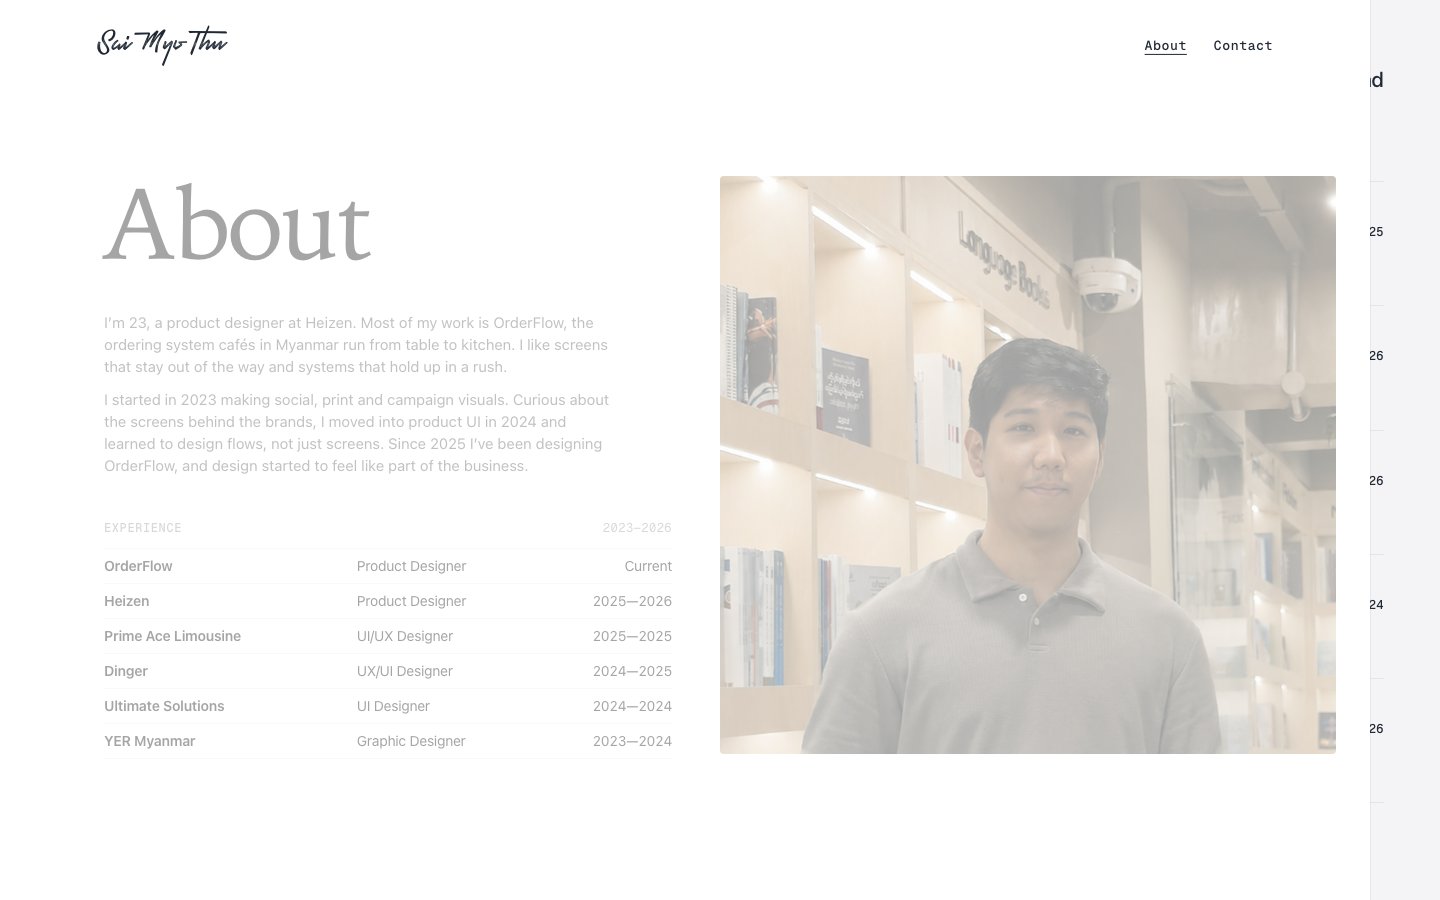 Sai Myo Thu
About
Contact
About
I’m 23, a product designer at Heizen. Most of my work is OrderFlow, the
ordering system cafés in Myanmar run from table to kitchen. I like screens
that stay out of the way and systems that hold up in a rush.
I started in 2023 making social, print and campaign visuals. Curious about
the screens behind the brands, I moved into product UI in 2024 and
learned to design flows, not just screens. Since 2025 I’ve been designing
OrderFlow, and design started to feel like part of the business.
EXPERIENCE 2023—2026
OrderFlow Product Designer Current
Heizen Product Designer 2025—2026
Prime Ace Limousine UI/UX Designer 2025—2025
Dinger UX/UI Designer 2024—2025
Ultimate Solutions UI Designer 2024—2024
YER Myanmar Graphic Designer 2023—2024
Language Books
25
26
26
24
26